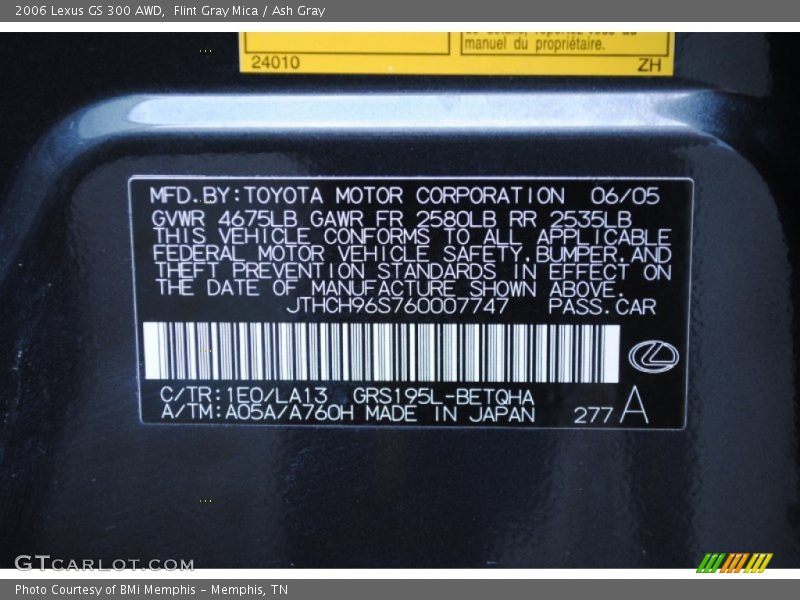 2006 Lexus GS 300 AWD, Flint Gray Mica / Ash Gray
manuel du propriétaire.
24010 ZH
MFD.BY:TOYOTA MOTOR CORPORATION 06/05
GVWR 4675LB GAWR FR 2580LB RR 2535LB
THIS VEHICLE CONFORMS TO ALL APPLICABLE
FEDERAL MOTOR VEHICLE SAFETY,BUMPER,AND
THEFT PREVENTION STANDARDS IN EFFECT ON
THE DATE OF MANUFACTURE SHOWN ABOVE.
JTHCH96S760007747 PASS.CAR
C/TR:1E0/LA13 GRS195L-BETQHA
A/TM:A05A/A760H MADE IN JAPAN 277 A
GTCARLOT.COM
Photo Courtesy of BMi Memphis - Memphis, TN